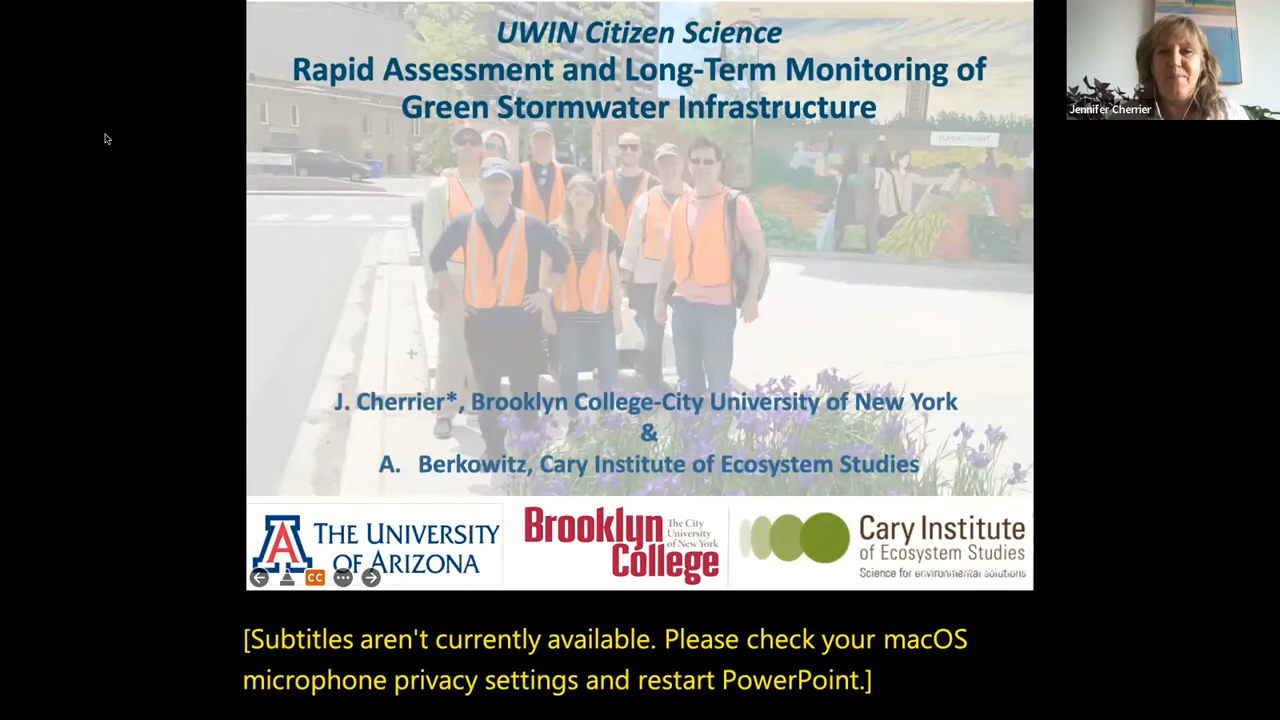 UWIN Citizen Science
Rapid Assessment and Long-Term Monitoring of
Green Stormwater Infrastructure
Jennifer Cherrier
J. Cherrier*, Brooklyn College-City University of New York
&
A. Berkowitz, Cary Institute of Ecosystem Studies
A THE UNIVERSITY
OF ARIZONA
Brooklyn
College
The City
University
of New York
Cary Institute
of Ecosystem Studies
Science for environmental solutions
CC
[Subtitles aren't currently available. Please check your macOS
microphone privacy settings and restart PowerPoint.]